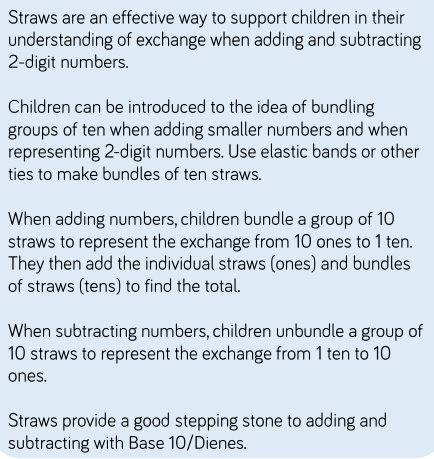 Straws are an effective way to support children in their
understanding of exchange when adding and subtracting
2-digit numbers.
Children can be introduced to the idea of bundling
groups of ten when adding smaller numbers and when
representing 2-digit numbers. Use elastic bands or other
ties to make bundles of ten straws.
When adding numbers, children bundle a group of 10
straws to represent the exchange from 10 ones to 1 ten.
They then add the individual straws (ones) and bundles
of straws (tens) to find the total.
When subtracting numbers, children unbundle a group of
10 straws to represent the exchange from 1 ten to 10
ones.
Straws provide a good stepping stone to adding and
subtracting with Base 10/Dienes.